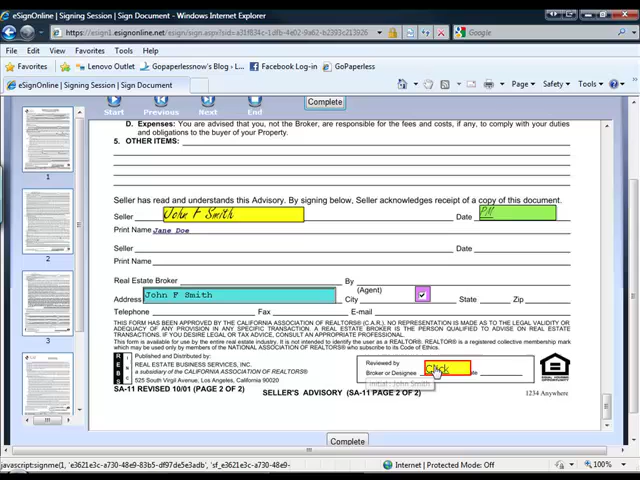 eSignOnline | Signing Session | Sign Document - Windows Internet Explorer
https://esign1.esignonline.net/esign/sign.aspx?sid=
Google
File Edit View Favorites Tools Help
Favorites Lenovo Outlet Gopaperlessnow's Blog -... Facebook Log-in GoPaperless
eSignOnline | Signing Session | Sign Document
Page Safety Tools
Start Previous Next End Complete
D. Expenses: You are advised that you, not the Broker, are responsible for the fees and costs, if any, to comply with your duties
and obligations to the buyer of your Property.
5. OTHER ITEMS:
Seller has read and understands this Advisory. By signing below, Seller acknowledges receipt of a copy of this document.
Seller John F Smith Date PM
Print Name Jane Doe
Seller Date
Print Name
Real Estate Broker By
(Agent)
Address John F Smith City State Zip
Telephone Fax E-mail
THIS FORM HAS BEEN APPROVED BY THE CALIFORNIA ASSOCIATION OF REALTORS® (C.A.R.). NO REPRESENTATION IS MADE AS TO THE LEGAL VALIDITY OR
ADEQUACY OF ANY PROVISION IN ANY SPECIFIC TRANSACTION. A REAL ESTATE BROKER IS THE PERSON QUALIFIED TO ADVISE ON REAL ESTATE
TRANSACTIONS. IF YOU DESIRE LEGAL OR TAX ADVICE, CONSULT AN APPROPRIATE PROFESSIONAL.
This form is available for use by the entire real estate industry. It is not intended to identify the user as a REALTOR®. REALTOR® is a registered collective membership mark
which may be used only by members of the NATIONAL ASSOCIATION OF REALTORS® who subscribe to its Code of Ethics.
Published and Distributed by:
REAL ESTATE BUSINESS SERVICES, INC.
a subsidiary of the CALIFORNIA ASSOCIATION OF REALTORS®
525 South Virgil Avenue, Los Angeles, California 90020
R E B S I N C
Reviewed by
Broker or Designee Click
Initial : John Smith
EQUAL HOUSING OPPORTUNITY
SA-11 REVISED 10/01 (PAGE 2 OF 2)
SELLER'S ADVISORY (SA-11 PAGE 2 OF 2)
1234 Anywhere
1
2
3
Complete
Internet | Protected Mode: Off 100%